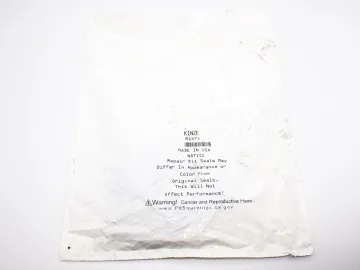 KINZE
MADE IN USA
NOTICE
Repair Kit Seals May
Differ In Appearance or
Color From
Original Seals.
This Will Not
Affect Performance!
⚠Warning! Cancer and Reproductive Harm -
www.P65Warnings.ca.gov